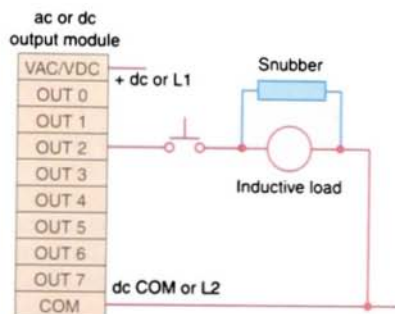 ac or dc
output module
VAC/VDC
+ dc or L1
OUT 0
OUT 1
OUT 2
OUT 3
OUT 4
OUT 5
OUT 6
OUT 7
dc COM or L2
COM
Snubber
Inductive load